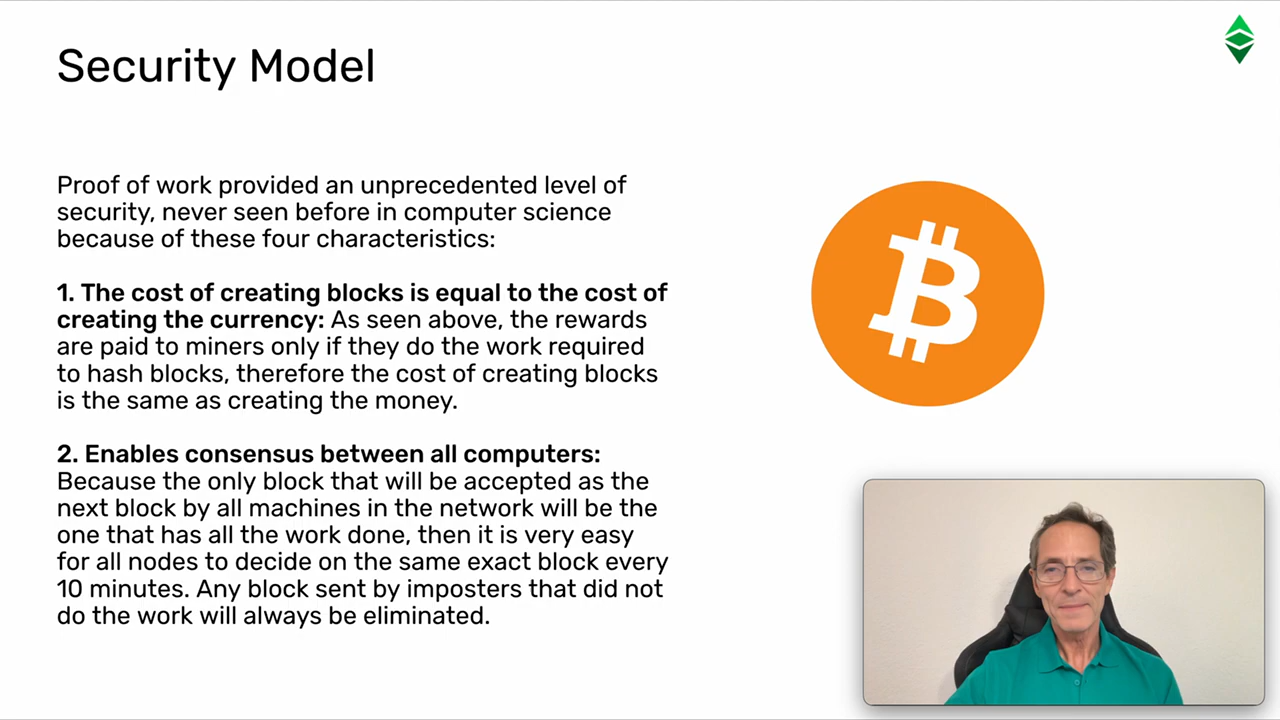 Security Model
Proof of work provided an unprecedented level of
security, never seen before in computer science
because of these four characteristics:
1. The cost of creating blocks is equal to the cost of
creating the currency: As seen above, the rewards
are paid to miners only if they do the work required
to hash blocks, therefore the cost of creating blocks
is the same as creating the money.
2. Enables consensus between all computers:
Because the only block that will be accepted as the
next block by all machines in the network will be the
one that has all the work done, then it is very easy
for all nodes to decide on the same exact block every
10 minutes. Any block sent by imposters that did not
do the work will always be eliminated.